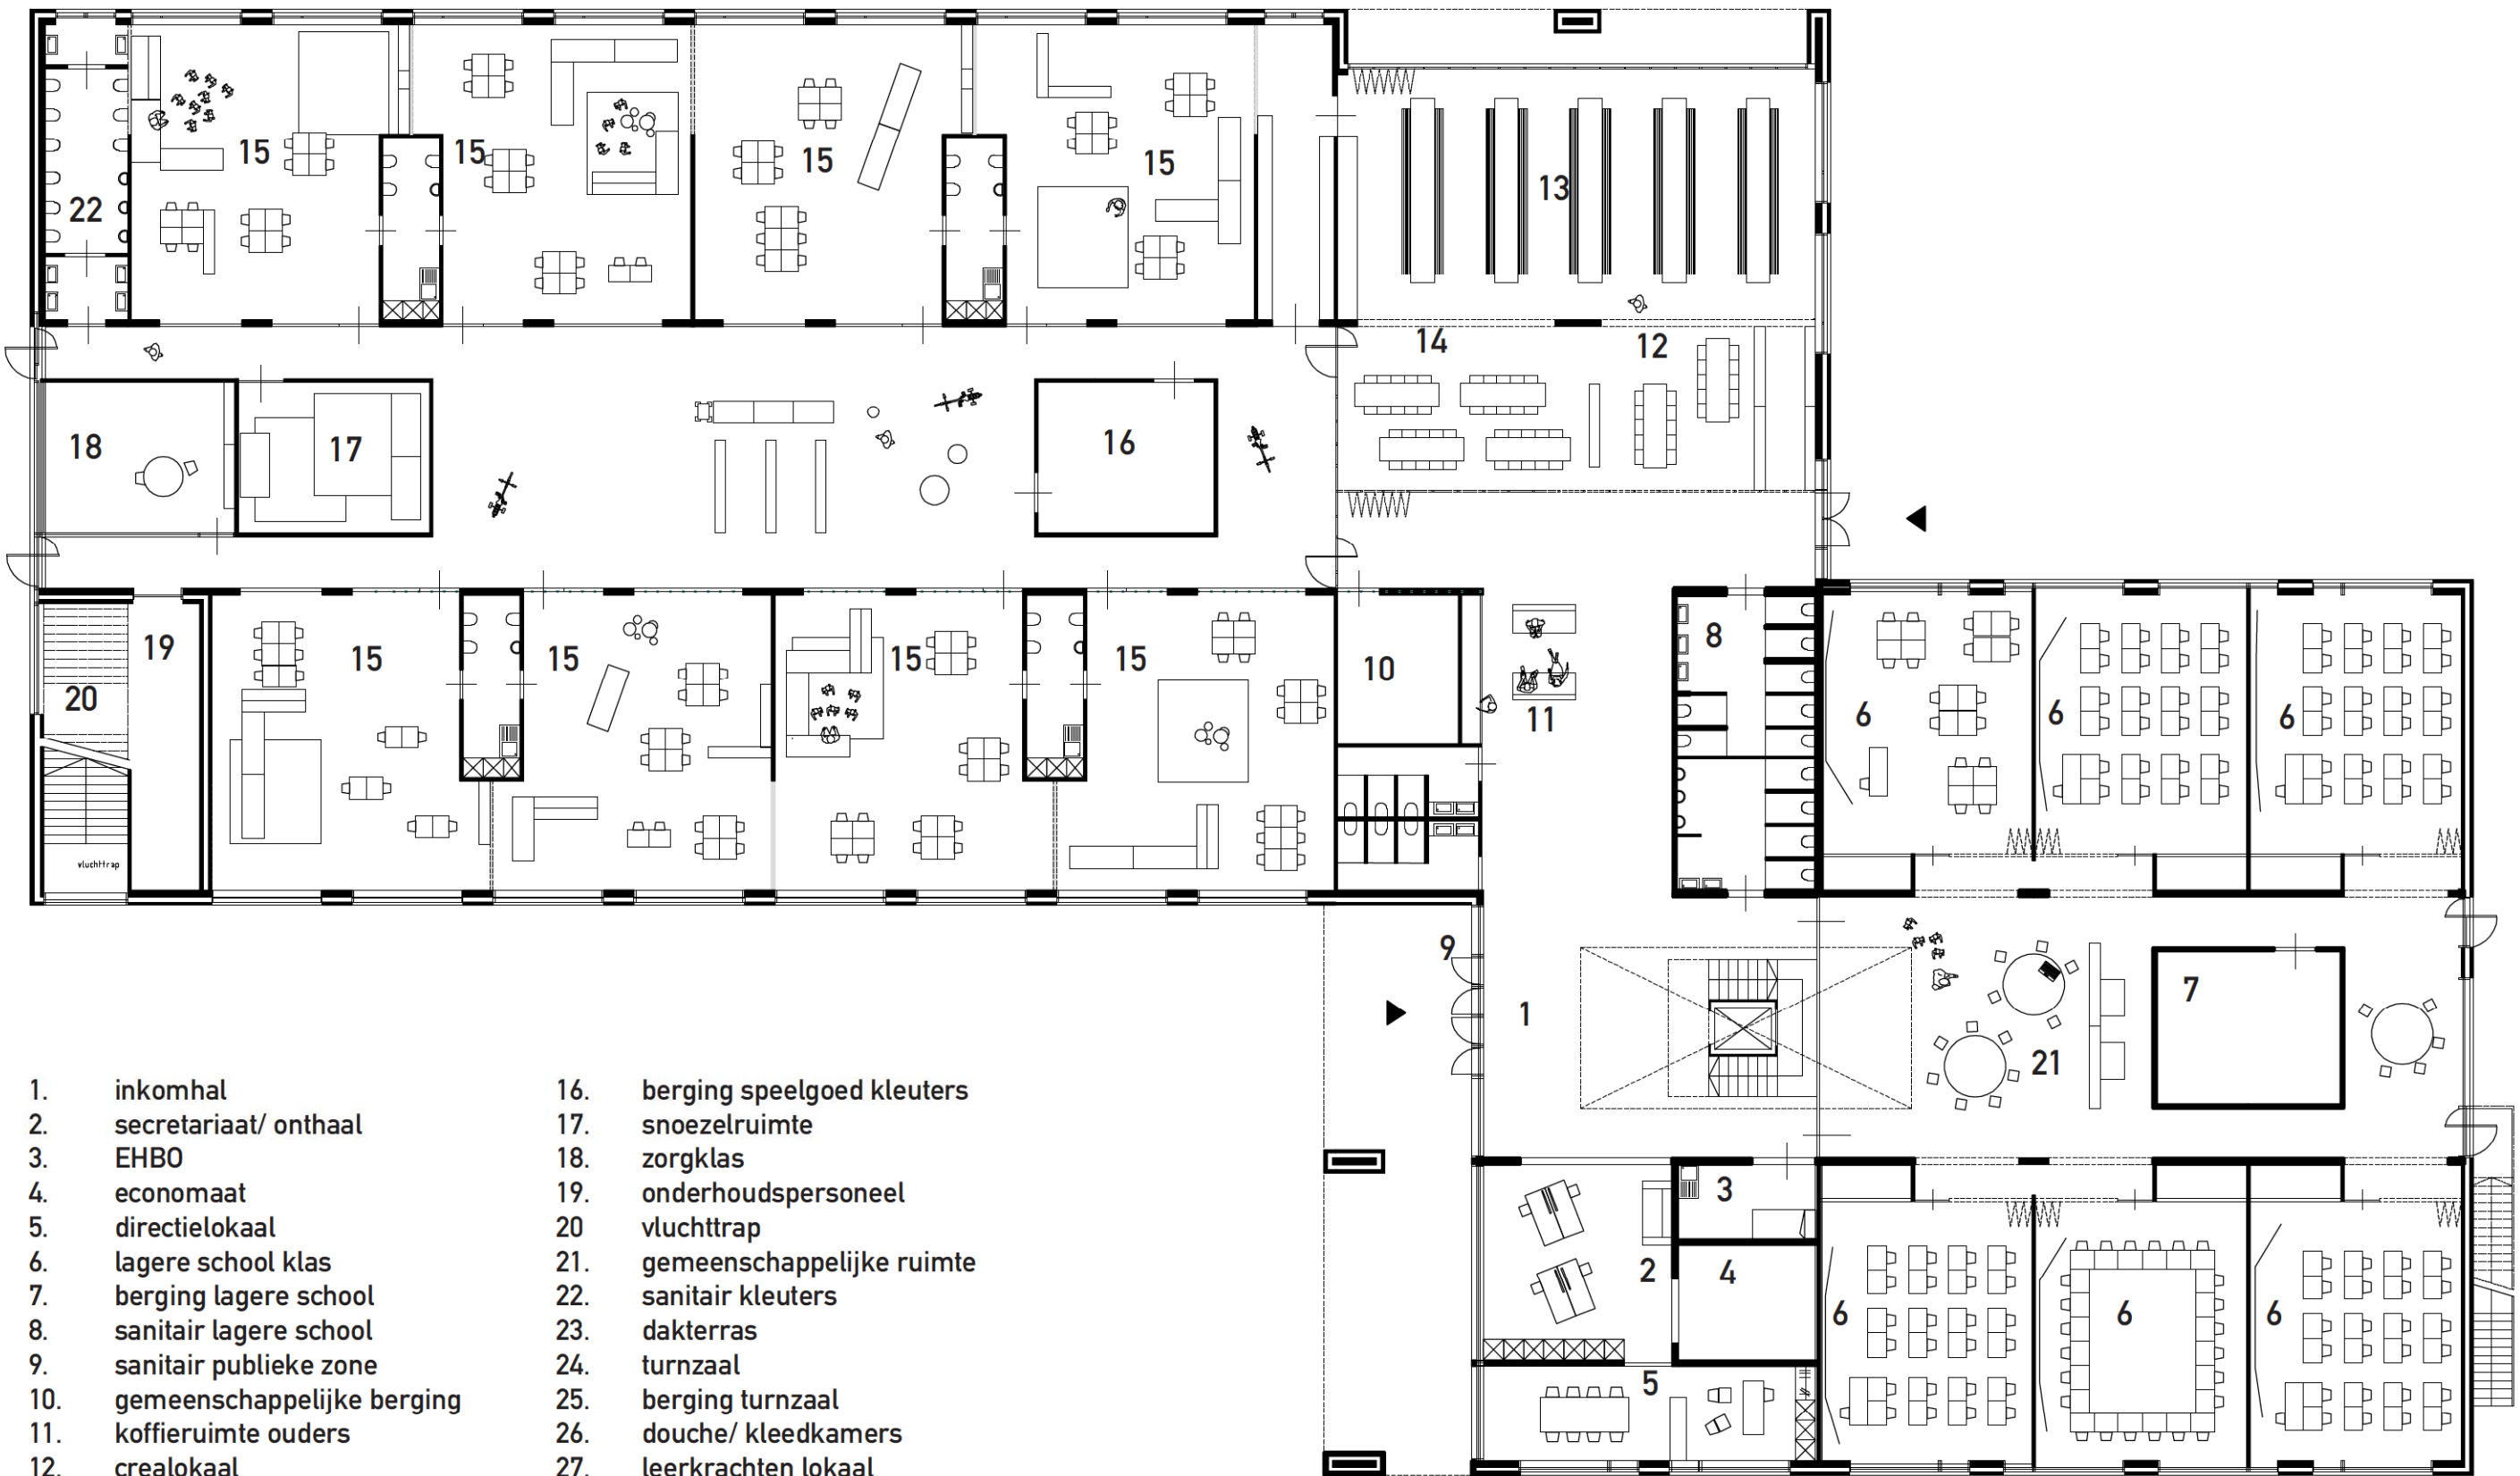 15
15
15
15
13
22
14
12
18
17
16
19
15
15
15
15
10
8
6
6
6
20
11
vluchttrap
9
1
7
21
3
2
4
6
6
6
5
1. inkomhal
2. secretariaat/ onthaal
3. EHBO
4. economaat
5. directielokaal
6. lagere school klas
7. berging lagere school
8. sanitair lagere school
9. sanitair publieke zone
10. gemeenschappelijke berging
11. koffieruimte ouders
12. crealokaal
16. berging speelgoed kleuters
17. snoezelruimte
18. zorgklas
19. onderhoudspersoneel
20 vluchttrap
21. gemeenschappelijke ruimte
22. sanitair kleuters
23. dakterras
24. turnzaal
25. berging turnzaal
26. douche/ kleedkamers
27. leerkrachten lokaal